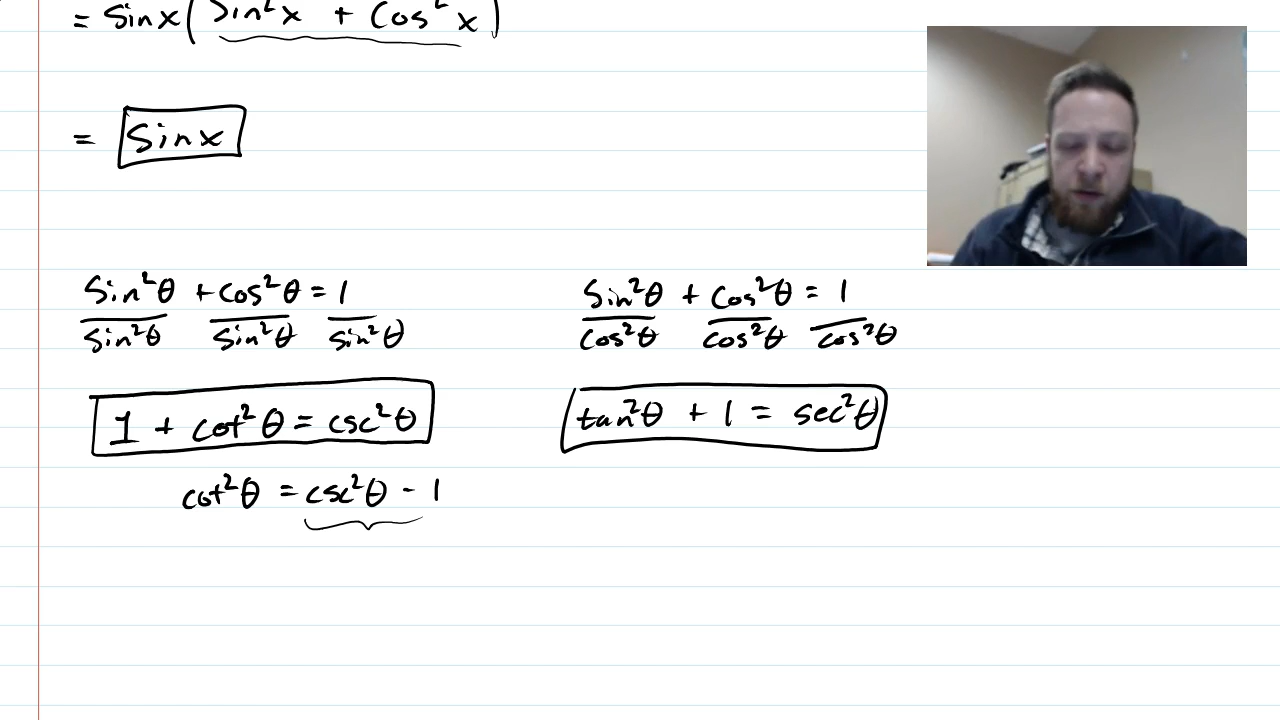 = Sinx(Sin²x + Cos²x)
= Sinx
Sin²θ + cos²θ = 1
sin²θ sin²θ sin²θ
1 + cot²θ = csc²θ
cot²θ = csc²θ - 1
Sin²θ + cos²θ = 1
cos²θ cos²θ cos²θ
tan²θ + 1 = sec²θ